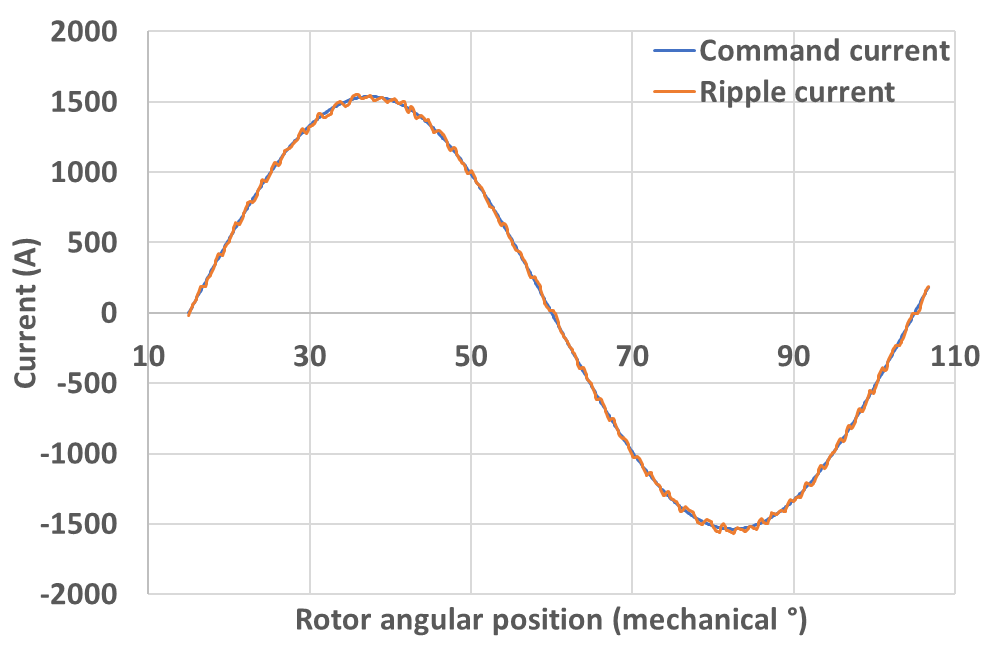 2000
Command current
1500
Ripple current
1000
500
0
10 30 50 70 90 110
-500
-1000
-1500
-2000
Current (A)
Rotor angular position (mechanical °)